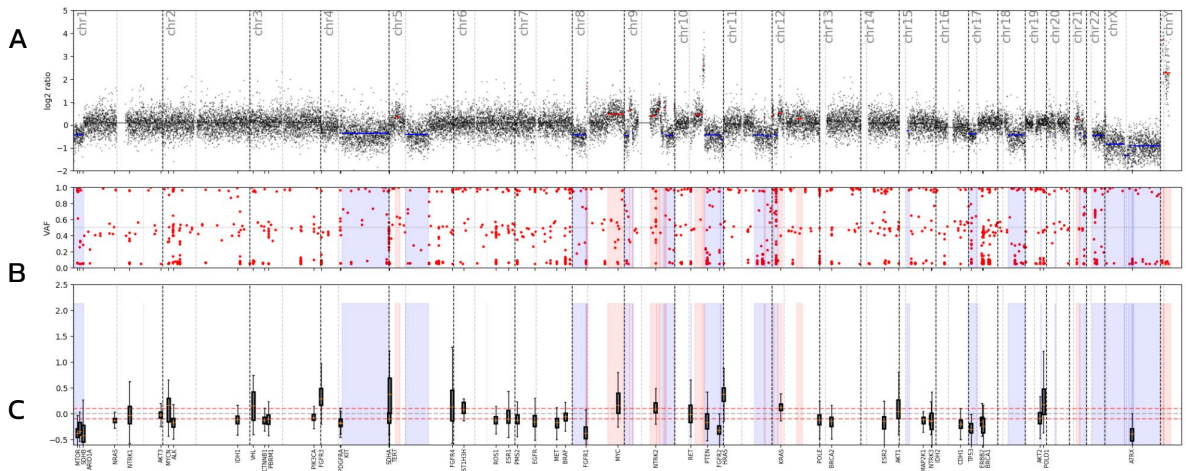 A
B
C
log2 ratio
5
4
3
2
1
0
−1
−2
chr1
chr2
chr3
chr4
chr5
chr6
chr7
chr8
chr9
chr10
chr11
chr12
chr13
chr14
chr15
chr16
chr17
chr18
chr19
chr20
chr21
chr22
chrX
chrY
VAF
1.0
0.8
0.6
0.4
0.2
0.0
2.5
2.0
1.5
1.0
0.5
0.0
−0.5
MTOR
SDHB
ARID1A
NRAS
NTRK1
AKT3
MYCN
ALK
IDH1
VHL
CTNNB1
PBRM1
PIK3CA
FGFR3
PDGFRA
KIT
SDHA
TERT
FGFR4
ROS1
ESR1
PMS2
EGFR
MET
BRAF
FGFR1
MYC
NTRK2
RET
PTEN
FGFR2
HRAS
KRAS
POLE
BRCA2
ESR2
AKT1
MAP2K1
NTRK3
IDH2
CDH1
TP53
ERBB2
BRCA1
AKT2
POLD1
ATRX